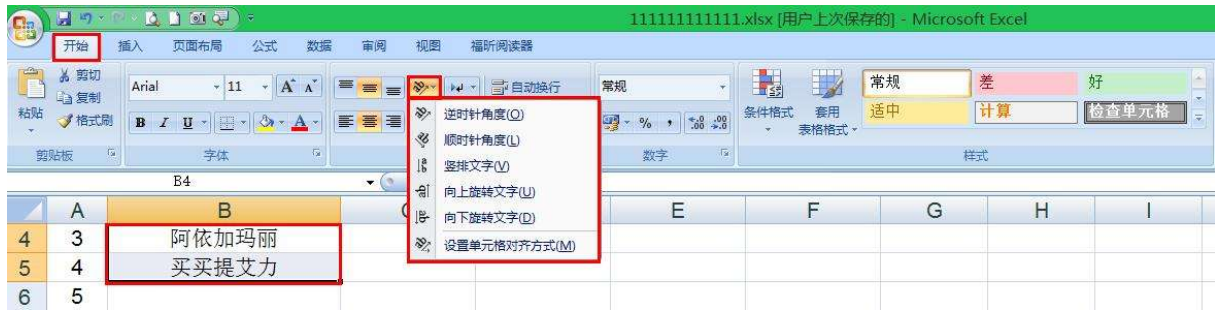 111111111111.xlsx [用户上次保存的] - Microsoft Excel
开始 插入 页面布局 公式 数据 审阅 视图 福昕阅读器
剪切
复制
格式刷
粘贴
剪贴板
Arial 11 A A
B I U A
字体
自动换行
逆时针角度(O)
顺时针角度(L)
竖排文字(V)
向上旋转文字(U)
向下旋转文字(D)
设置单元格对齐方式(M)
常规
% , .0 .00 .00 .0
数字
条件格式
套用
表格格式
常规 差 好
适中 计算 检查单元格
样式
B4
A B E F G H I
4 3 阿依加玛丽
5 4 买买提艾力
6 5